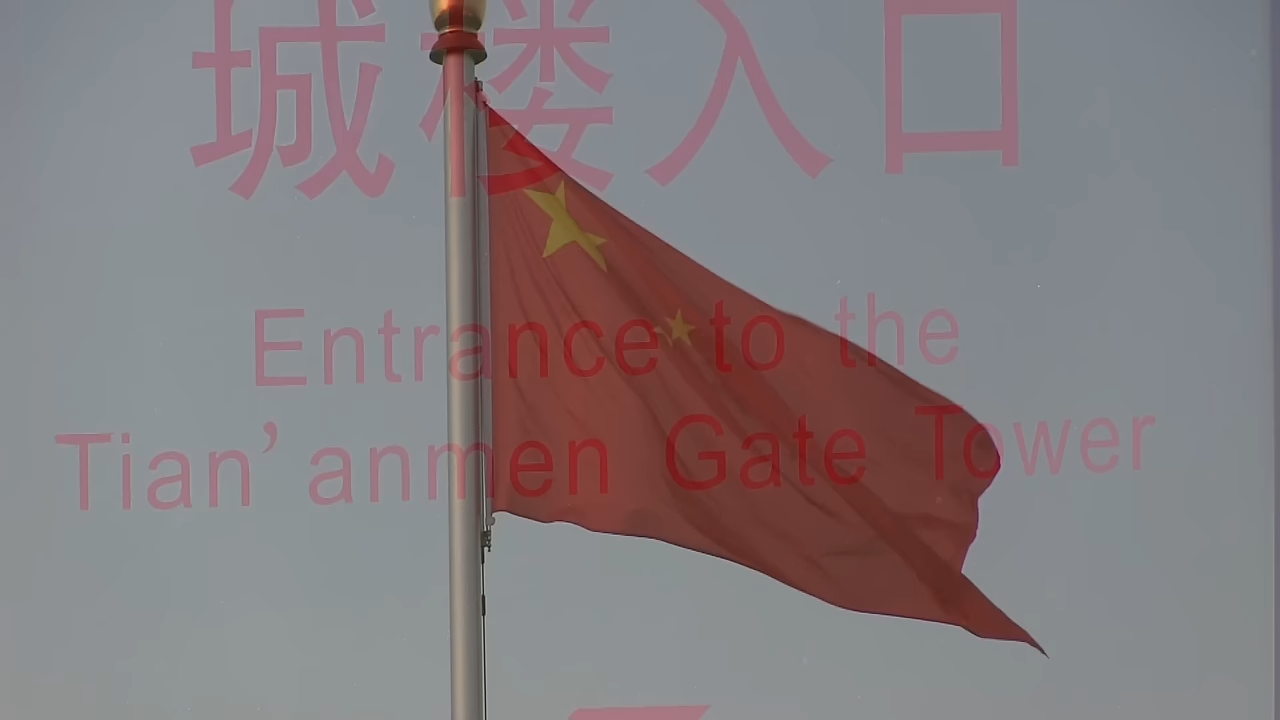 城楼入口
Entrance to the
Tian’anmen Gate Tower